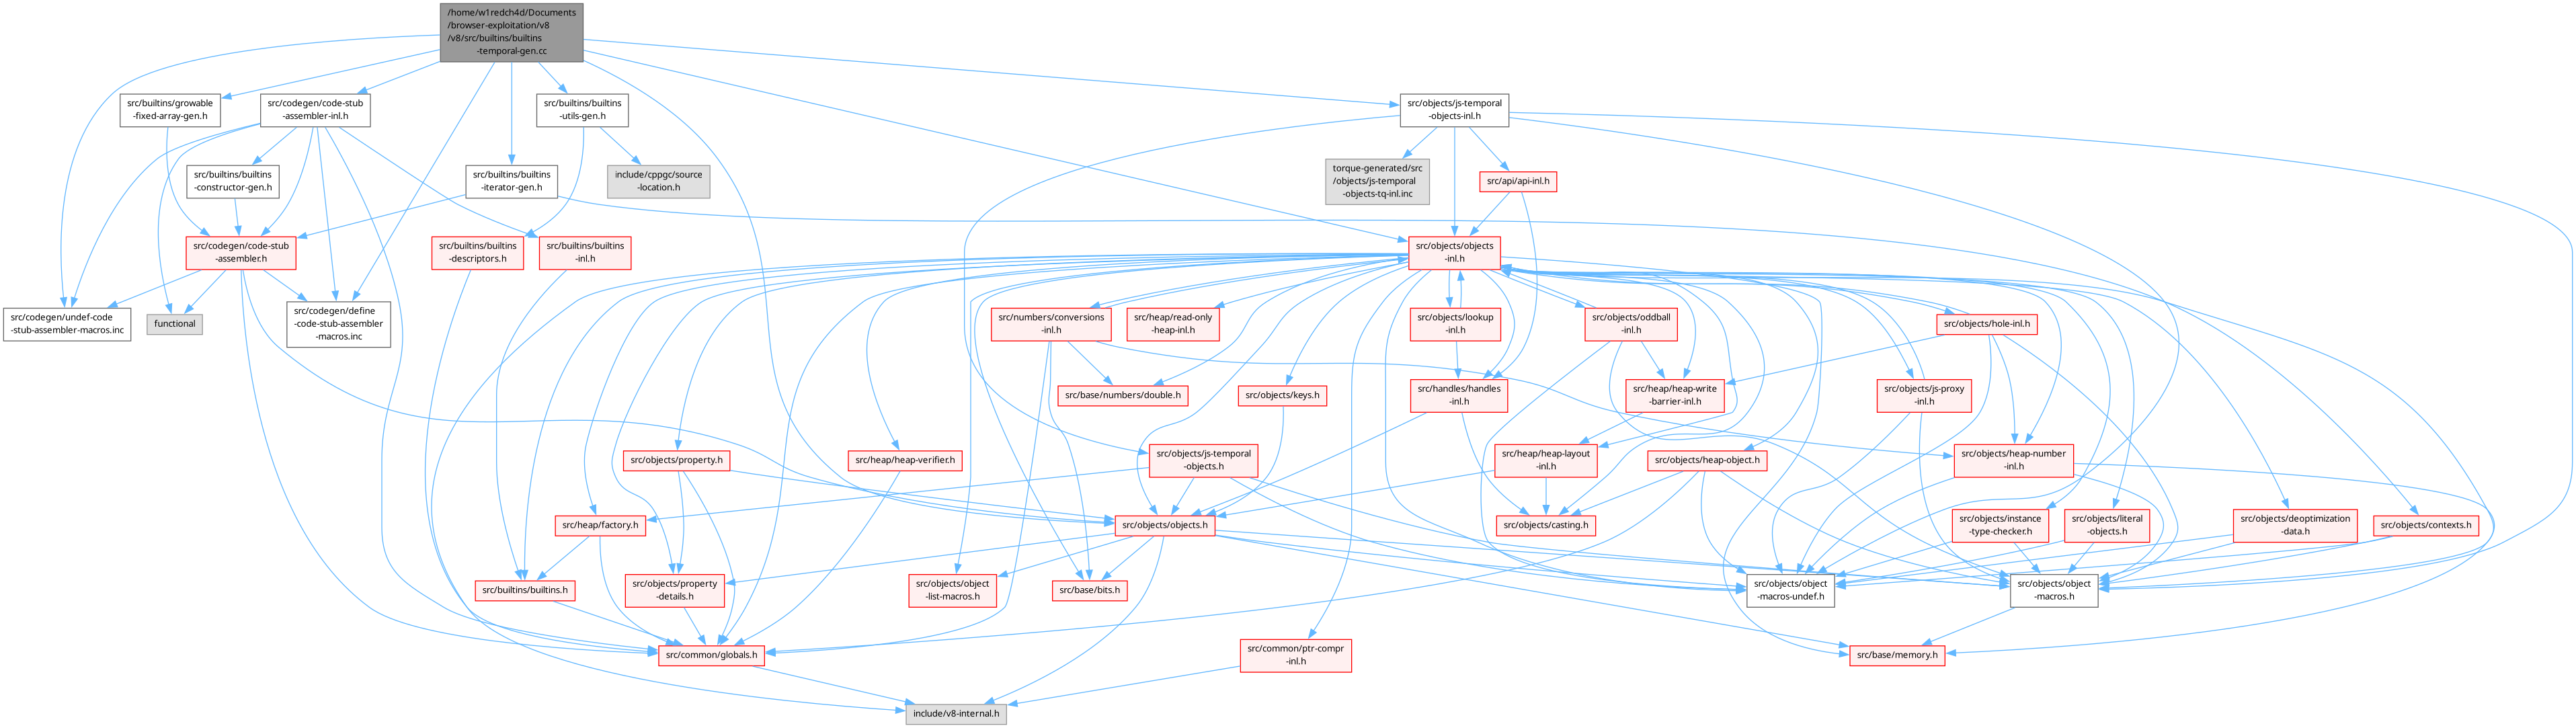 /home/w1redch4d/Documents
/browser-exploitation/v8
/v8/src/builtins/builtins
-temporal-gen.cc
src/builtins/growable
-fixed-array-gen.h
src/codegen/code-stub
-assembler-inl.h
src/builtins/builtins
-utils-gen.h
src/objects/js-temporal
-objects-inl.h
src/builtins/builtins
-constructor-gen.h
src/builtins/builtins
-iterator-gen.h
include/cppgc/source
-location.h
torque-generated/src
/objects/js-temporal
-objects-tq-inl.inc
src/api/api-inl.h
src/codegen/code-stub
-assembler.h
src/builtins/builtins
-descriptors.h
src/builtins/builtins
-inl.h
src/objects/objects
-inl.h
src/codegen/undef-code
-stub-assembler-macros.inc
functional
src/codegen/define
-code-stub-assembler
-macros.inc
src/numbers/conversions
-inl.h
src/heap/read-only
-heap-inl.h
src/objects/lookup
-inl.h
src/objects/oddball
-inl.h
src/objects/hole-inl.h
src/base/numbers/double.h
src/objects/keys.h
src/handles/handles
-inl.h
src/heap/heap-write
-barrier-inl.h
src/objects/js-proxy
-inl.h
src/objects/property.h
src/heap/heap-verifier.h
src/objects/js-temporal
-objects.h
src/heap/heap-layout
-inl.h
src/objects/heap-object.h
src/objects/heap-number
-inl.h
src/heap/factory.h
src/objects/objects.h
src/objects/casting.h
src/objects/instance
-type-checker.h
src/objects/literal
-objects.h
src/objects/deoptimization
-data.h
src/objects/contexts.h
src/builtins/builtins.h
src/objects/property
-details.h
src/objects/object
-list-macros.h
src/base/bits.h
src/objects/object
-macros-undef.h
src/objects/object
-macros.h
src/common/globals.h
src/common/ptr-compr
-inl.h
src/base/memory.h
include/v8-internal.h